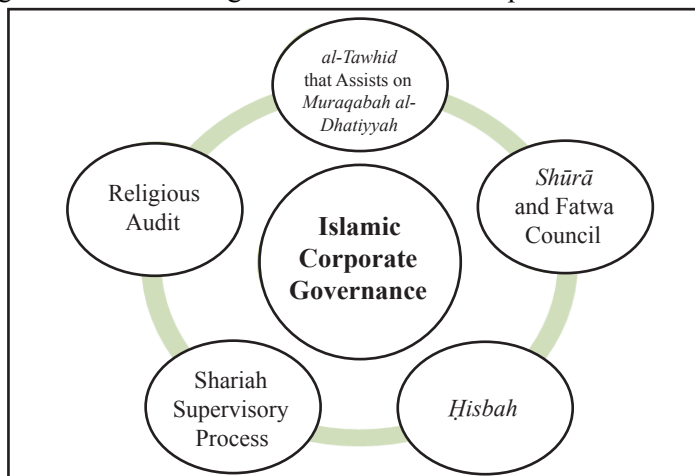 al-Tawhid
that Assists on
Muraqabah al-
Dhatiyyah
Religious
Audit
Shūrā
and Fatwa
Council
Islamic
Corporate
Governance
Shariah
Supervisory
Process
Ḥisbah